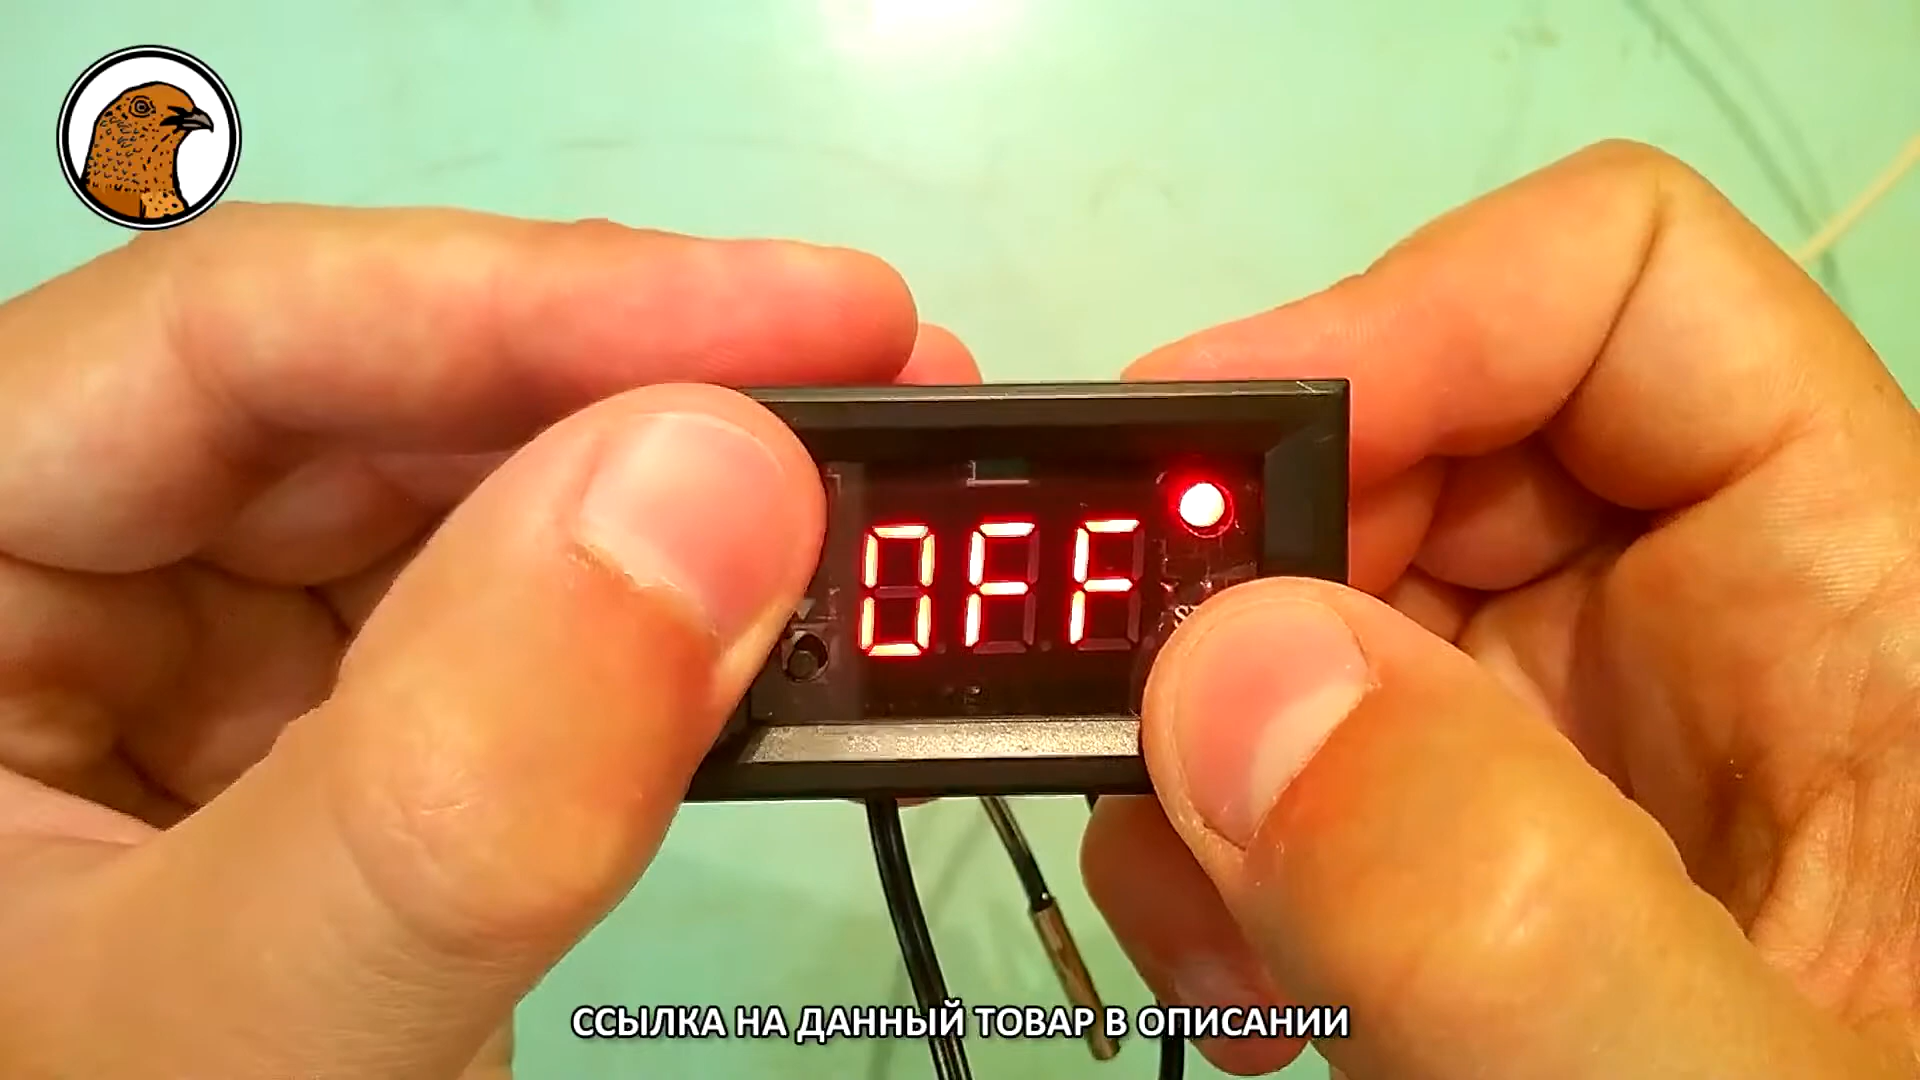 OFF
ССЫЛКА НА ДАННЫЙ ТОВАР В ОПИСАНИИ